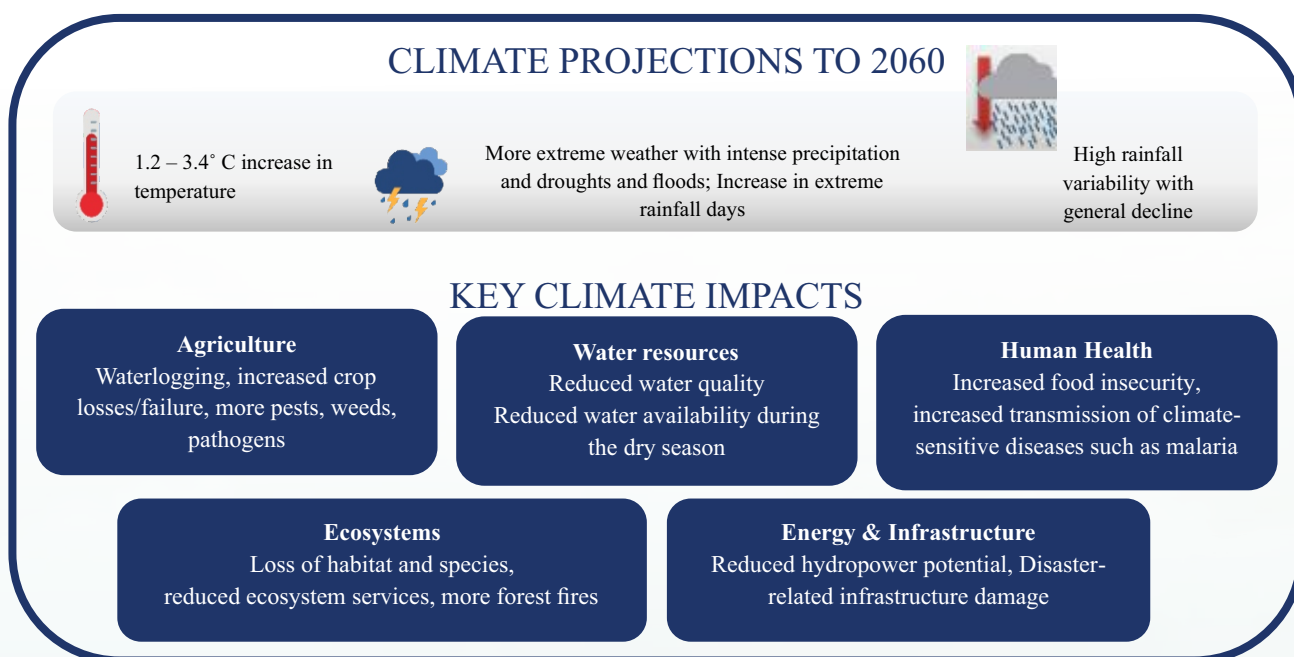 CLIMATE PROJECTIONS TO 2060
1.2 – 3.4˚ C increase in
temperature
More extreme weather with intense precipitation
and droughts and floods; Increase in extreme
rainfall days
High rainfall
variability with
general decline
KEY CLIMATE IMPACTS
Agriculture
Waterlogging, increased crop
losses/failure, more pests, weeds,
pathogens
Water resources
Reduced water quality
Reduced water availability during
the dry season
Human Health
Increased food insecurity,
increased transmission of climate-
sensitive diseases such as malaria
Ecosystems
Loss of habitat and species,
reduced ecosystem services, more forest fires
Energy & Infrastructure
Reduced hydropower potential, Disaster-
related infrastructure damage